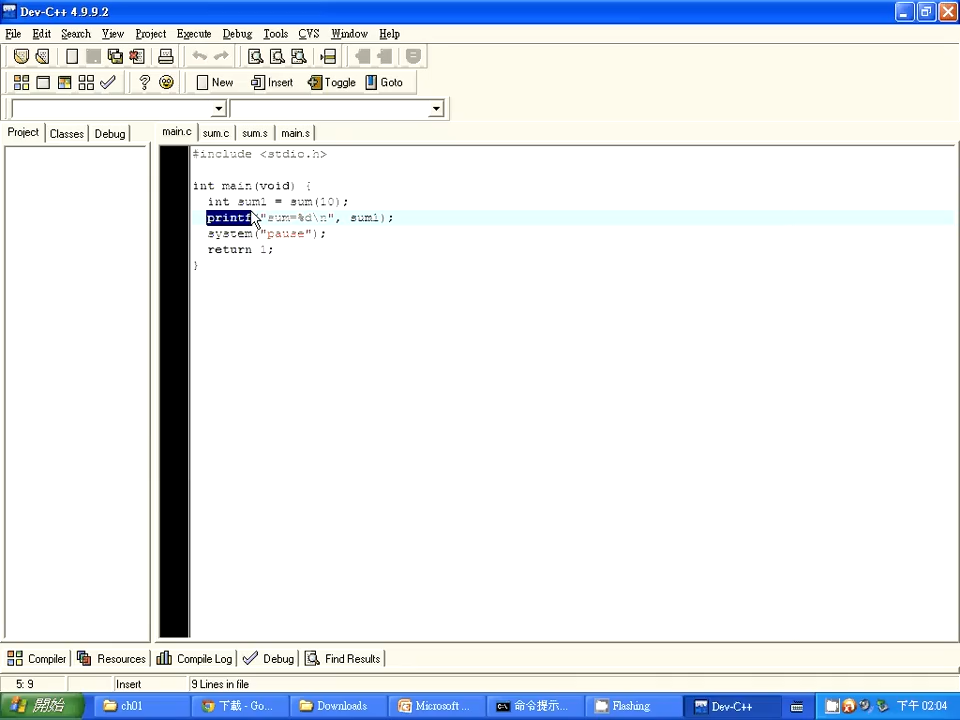 Dev-C++ 4.9.9.2
File Edit Search View Project Execute Debug Tools CVS Window Help
New Insert Toggle Goto
Project Classes Debug main.c sum.c sum.s main.s
#include <stdio.h>
int main(void) {
int sum1 = sum(10);
printf("sum=%d\n", sum1);
system("pause");
return 1;
}
Compiler Resources Compile Log Debug Find Results
5: 9 Insert 9 Lines in file
開始 ch01 下載 - Go... Downloads Microsoft ... 命令提示... Flashing Dev-C++ 下午 02:04